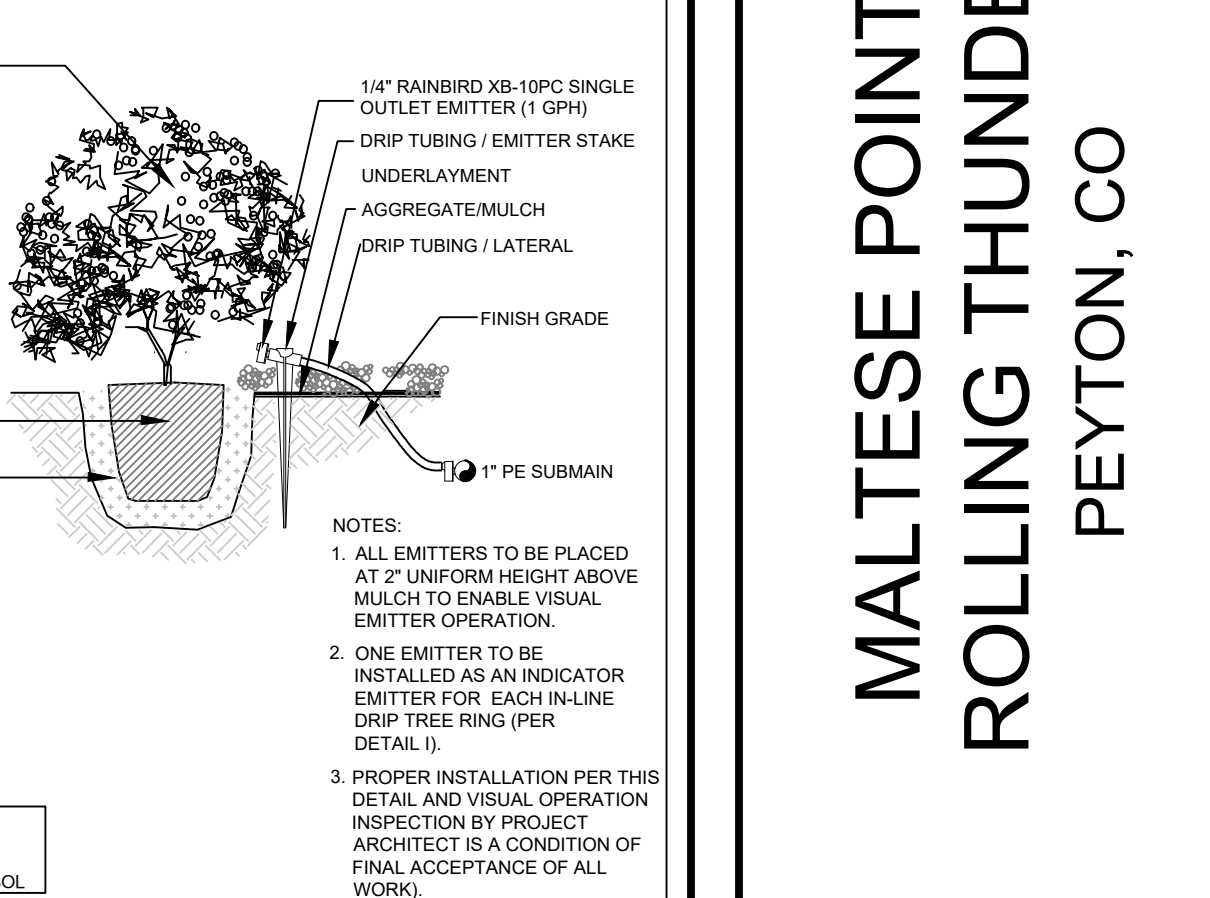 1/4" RAINBIRD XB-10PC SINGLE
OUTLET EMITTER (1 GPH)
DRIP TUBING / EMITTER STAKE
UNDERLAYMENT
AGGREGATE/MULCH
DRIP TUBING / LATERAL
FINISH GRADE
1" PE SUBMAIN
NOTES:
1. ALL EMITTERS TO BE PLACED
AT 2" UNIFORM HEIGHT ABOVE
MULCH TO ENABLE VISUAL
EMITTER OPERATION.
2. ONE EMITTER TO BE
INSTALLED AS AN INDICATOR
EMITTER FOR EACH IN-LINE
DRIP TREE RING (PER
DETAIL I).
3. PROPER INSTALLATION PER THIS
DETAIL AND VISUAL OPERATION
INSPECTION BY PROJECT
ARCHITECT IS A CONDITION OF
FINAL ACCEPTANCE OF ALL
WORK).
MALTESE POINT
ROLLING THUNDE
PEYTON, CO